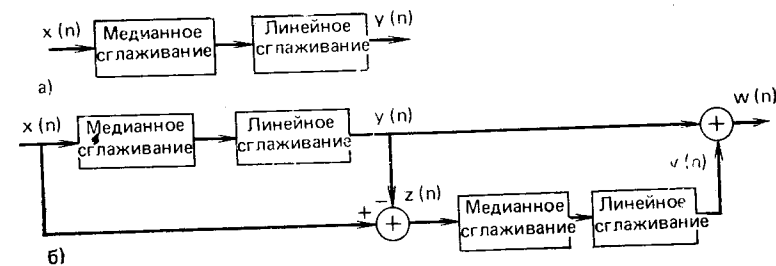 x (n)
Медианное
сглаживание
Линейное
сглаживание
y (n)
а)
x (n)
Медианное
сглаживание
Линейное
сглаживание
y (n)
w (n)
+
−
z (n)
+
+
Медианное
сглаживание
Линейное
сглаживание
v (n)
б)